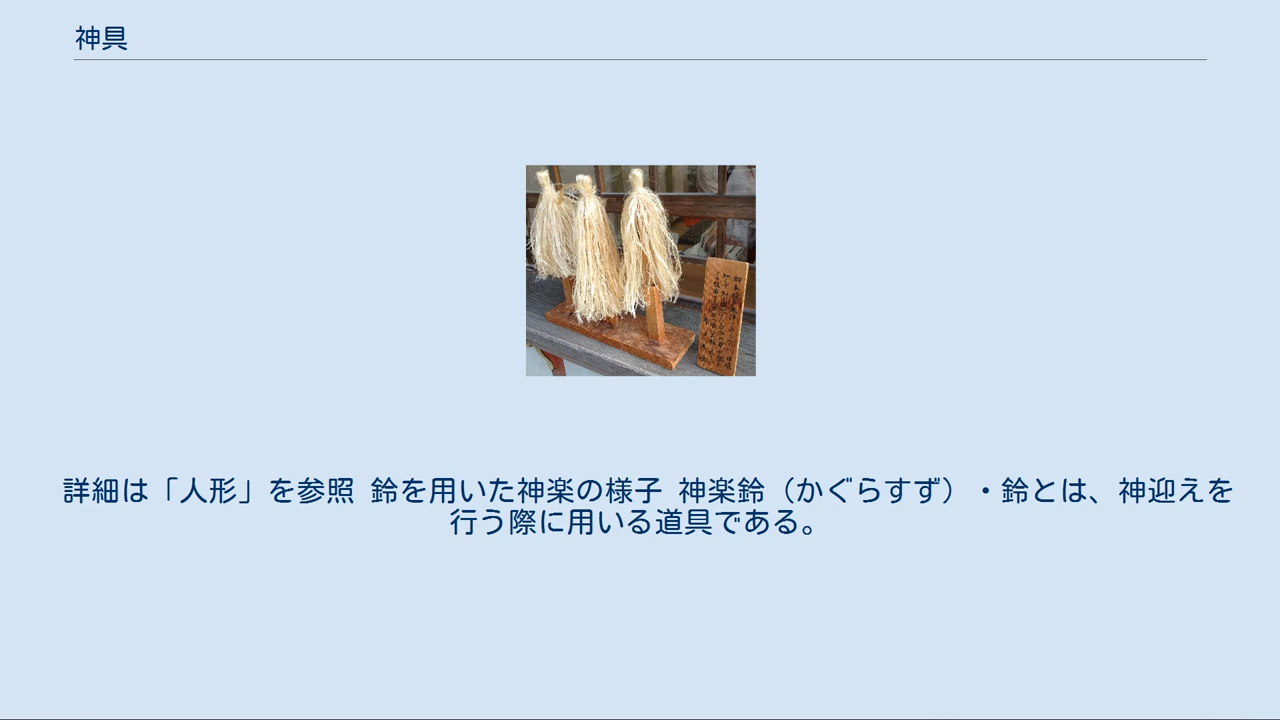 神具
詳細は「人形」を参照 鈴を用いた神楽の様子 神楽鈴（かぐらすず）・鈴とは、神迎えを
行う際に用いる道具である。